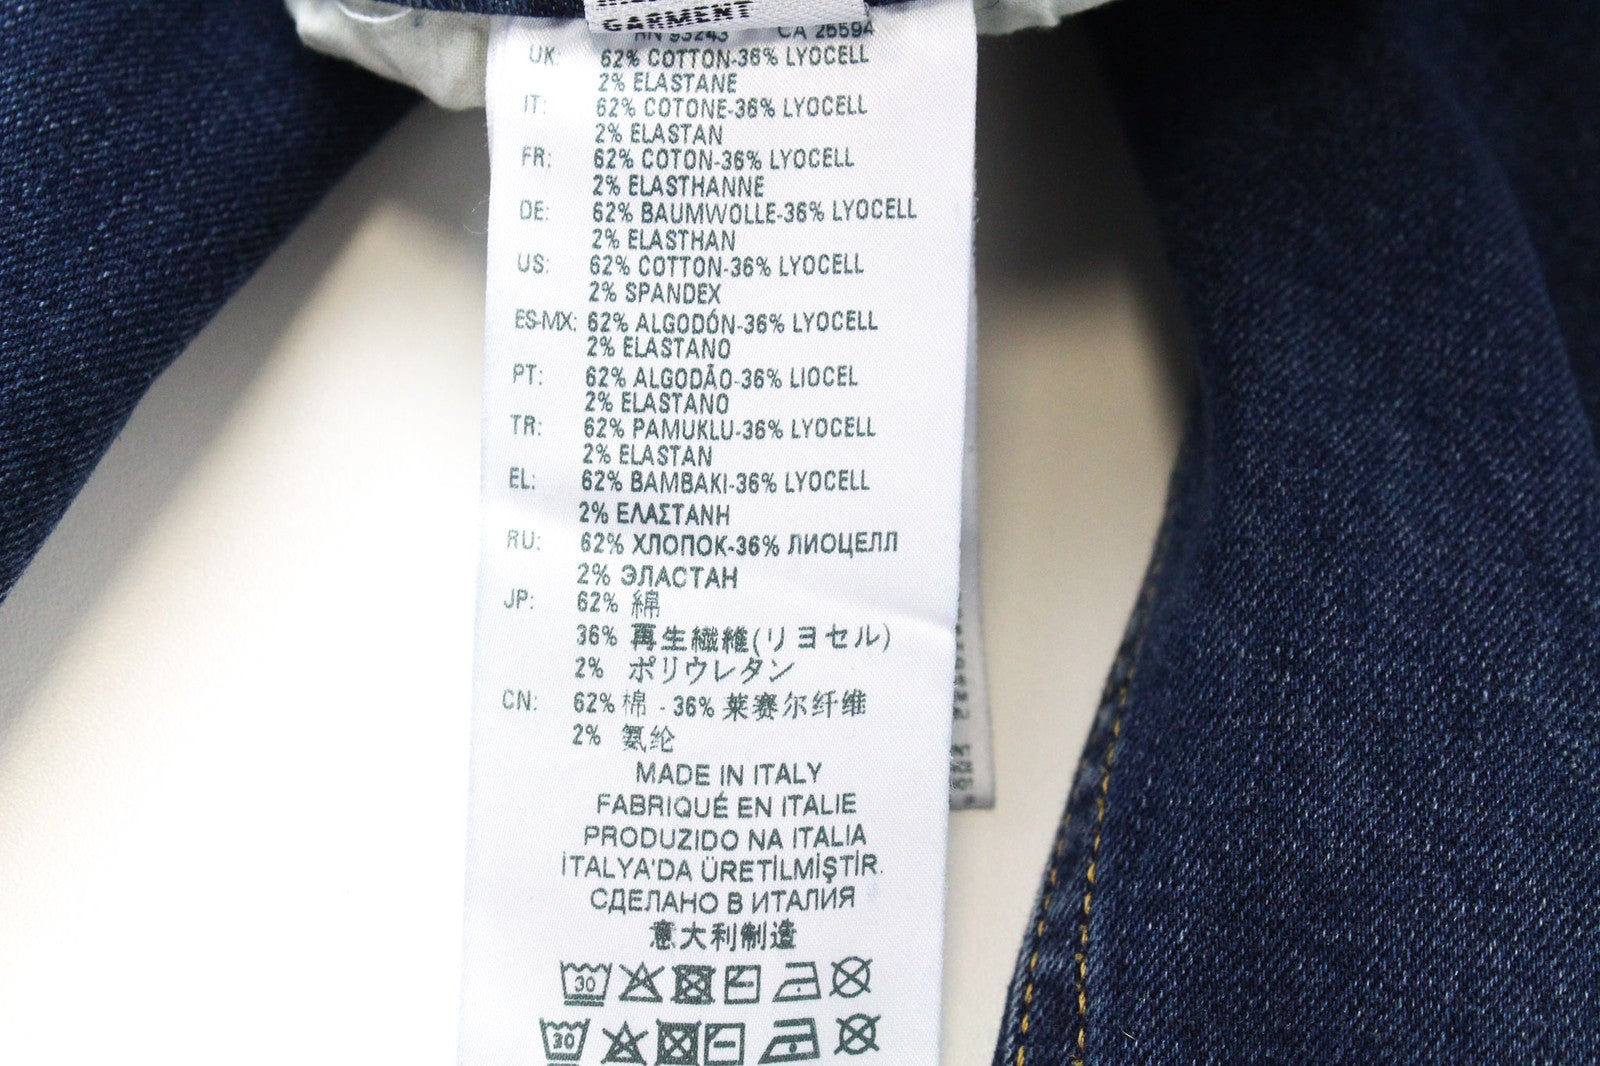 GARMENT
RN 93243 CA 25594
UK: 62% COTTON-36% LYOCELL
2% ELASTANE
IT: 62% COTONE-36% LYOCELL
2% ELASTAN
FR: 62% COTON-36% LYOCELL
2% ELASTHANNE
DE: 62% BAUMWOLLE-36% LYOCELL
2% ELASTHAN
US: 62% COTTON-36% LYOCELL
2% SPANDEX
ES-MX: 62% ALGODÓN-36% LYOCELL
2% ELASTANO
PT: 62% ALGODÃO-36% LIOCEL
2% ELASTANO
TR: 62% PAMUKLU-36% LYOCELL
2% ELASTAN
EL: 62% BAMBAKI-36% LYOCELL
2% ΕΛΑΣΤΑΝΗ
RU: 62% ХЛОПОК-36% ЛИОЦЕЛЛ
2% ЭЛАСТАН
JP: 62% 綿
36% 再生繊維(リヨセル)
2% ポリウレタン
CN: 62% 棉 - 36% 莱赛尔纤维
2% 氨纶
MADE IN ITALY
FABRIQUÉ EN ITALIE
PRODUZIDO NA ITALIA
İTALYA'DA ÜRETİLMİŞTİR.
СДЕЛАНО В ИТАЛИЯ
意大利制造
30
30